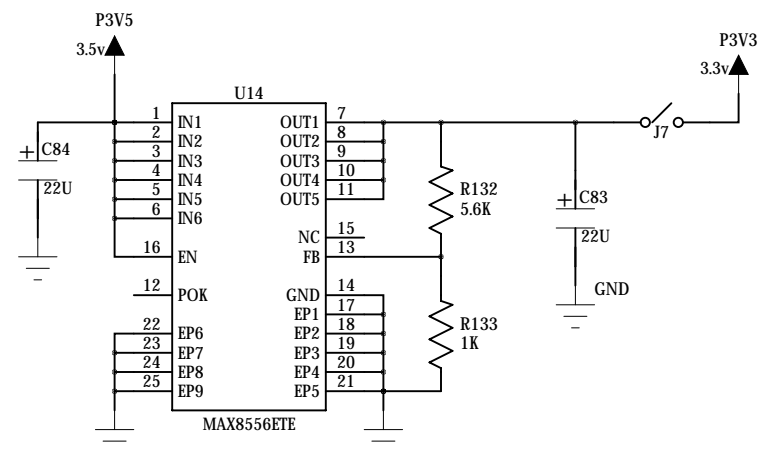 P3V5
3.5v
P3V3
3.3v
U14
1 IN1 OUT1 7
2 IN2 OUT2 8
3 IN3 OUT3 9
4 IN4 OUT4 10
5 IN5 OUT5 11
6 IN6
NC 15
16 EN FB 13
12 POK GND 14
EP1 17
22 EP6 EP2 18
23 EP7 EP3 19
24 EP8 EP4 20
25 EP9 EP5 21
MAX8556ETE
+ C84
22U
R132
5.6K
R133
1K
+ C83
22U
GND
J7